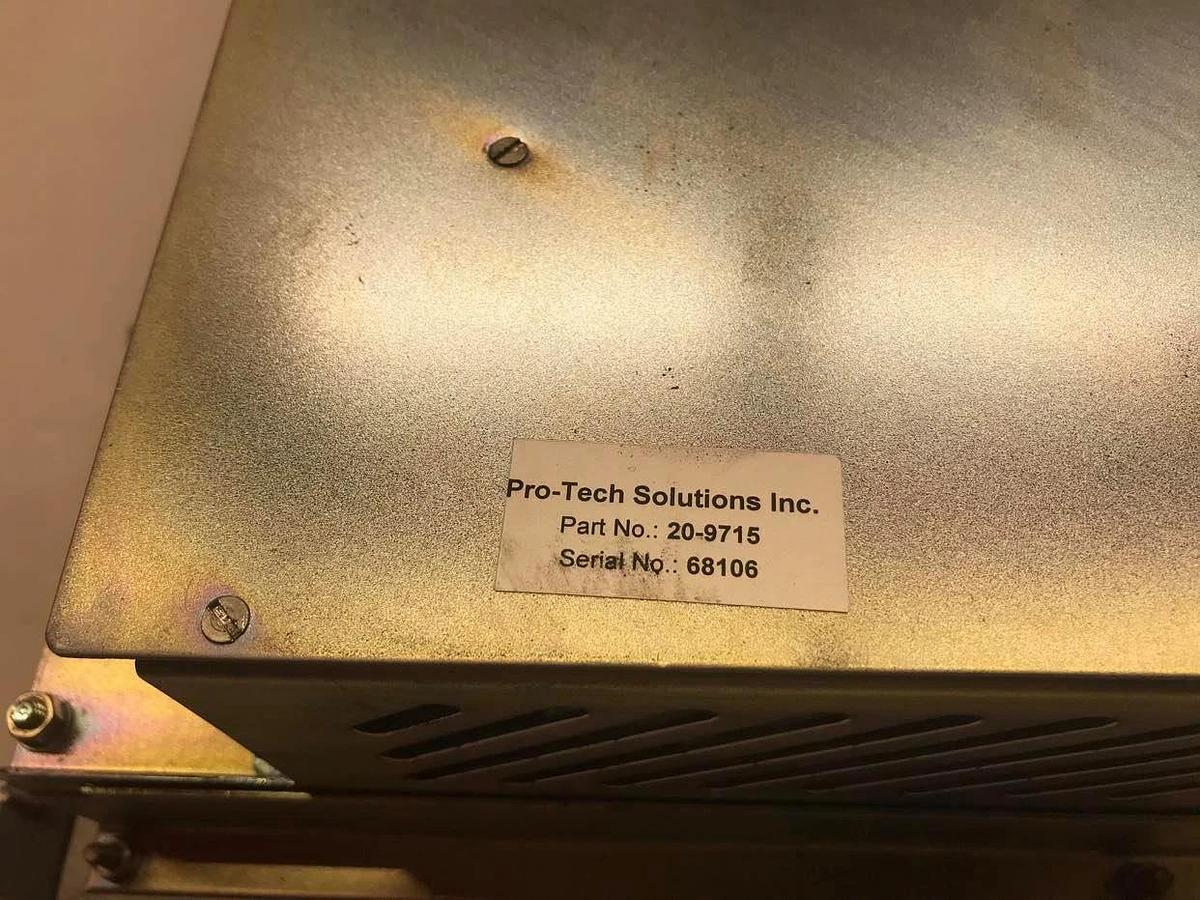 Pro-Tech Solutions Inc.
Part No.: 20-9715
Serial No.: 68106